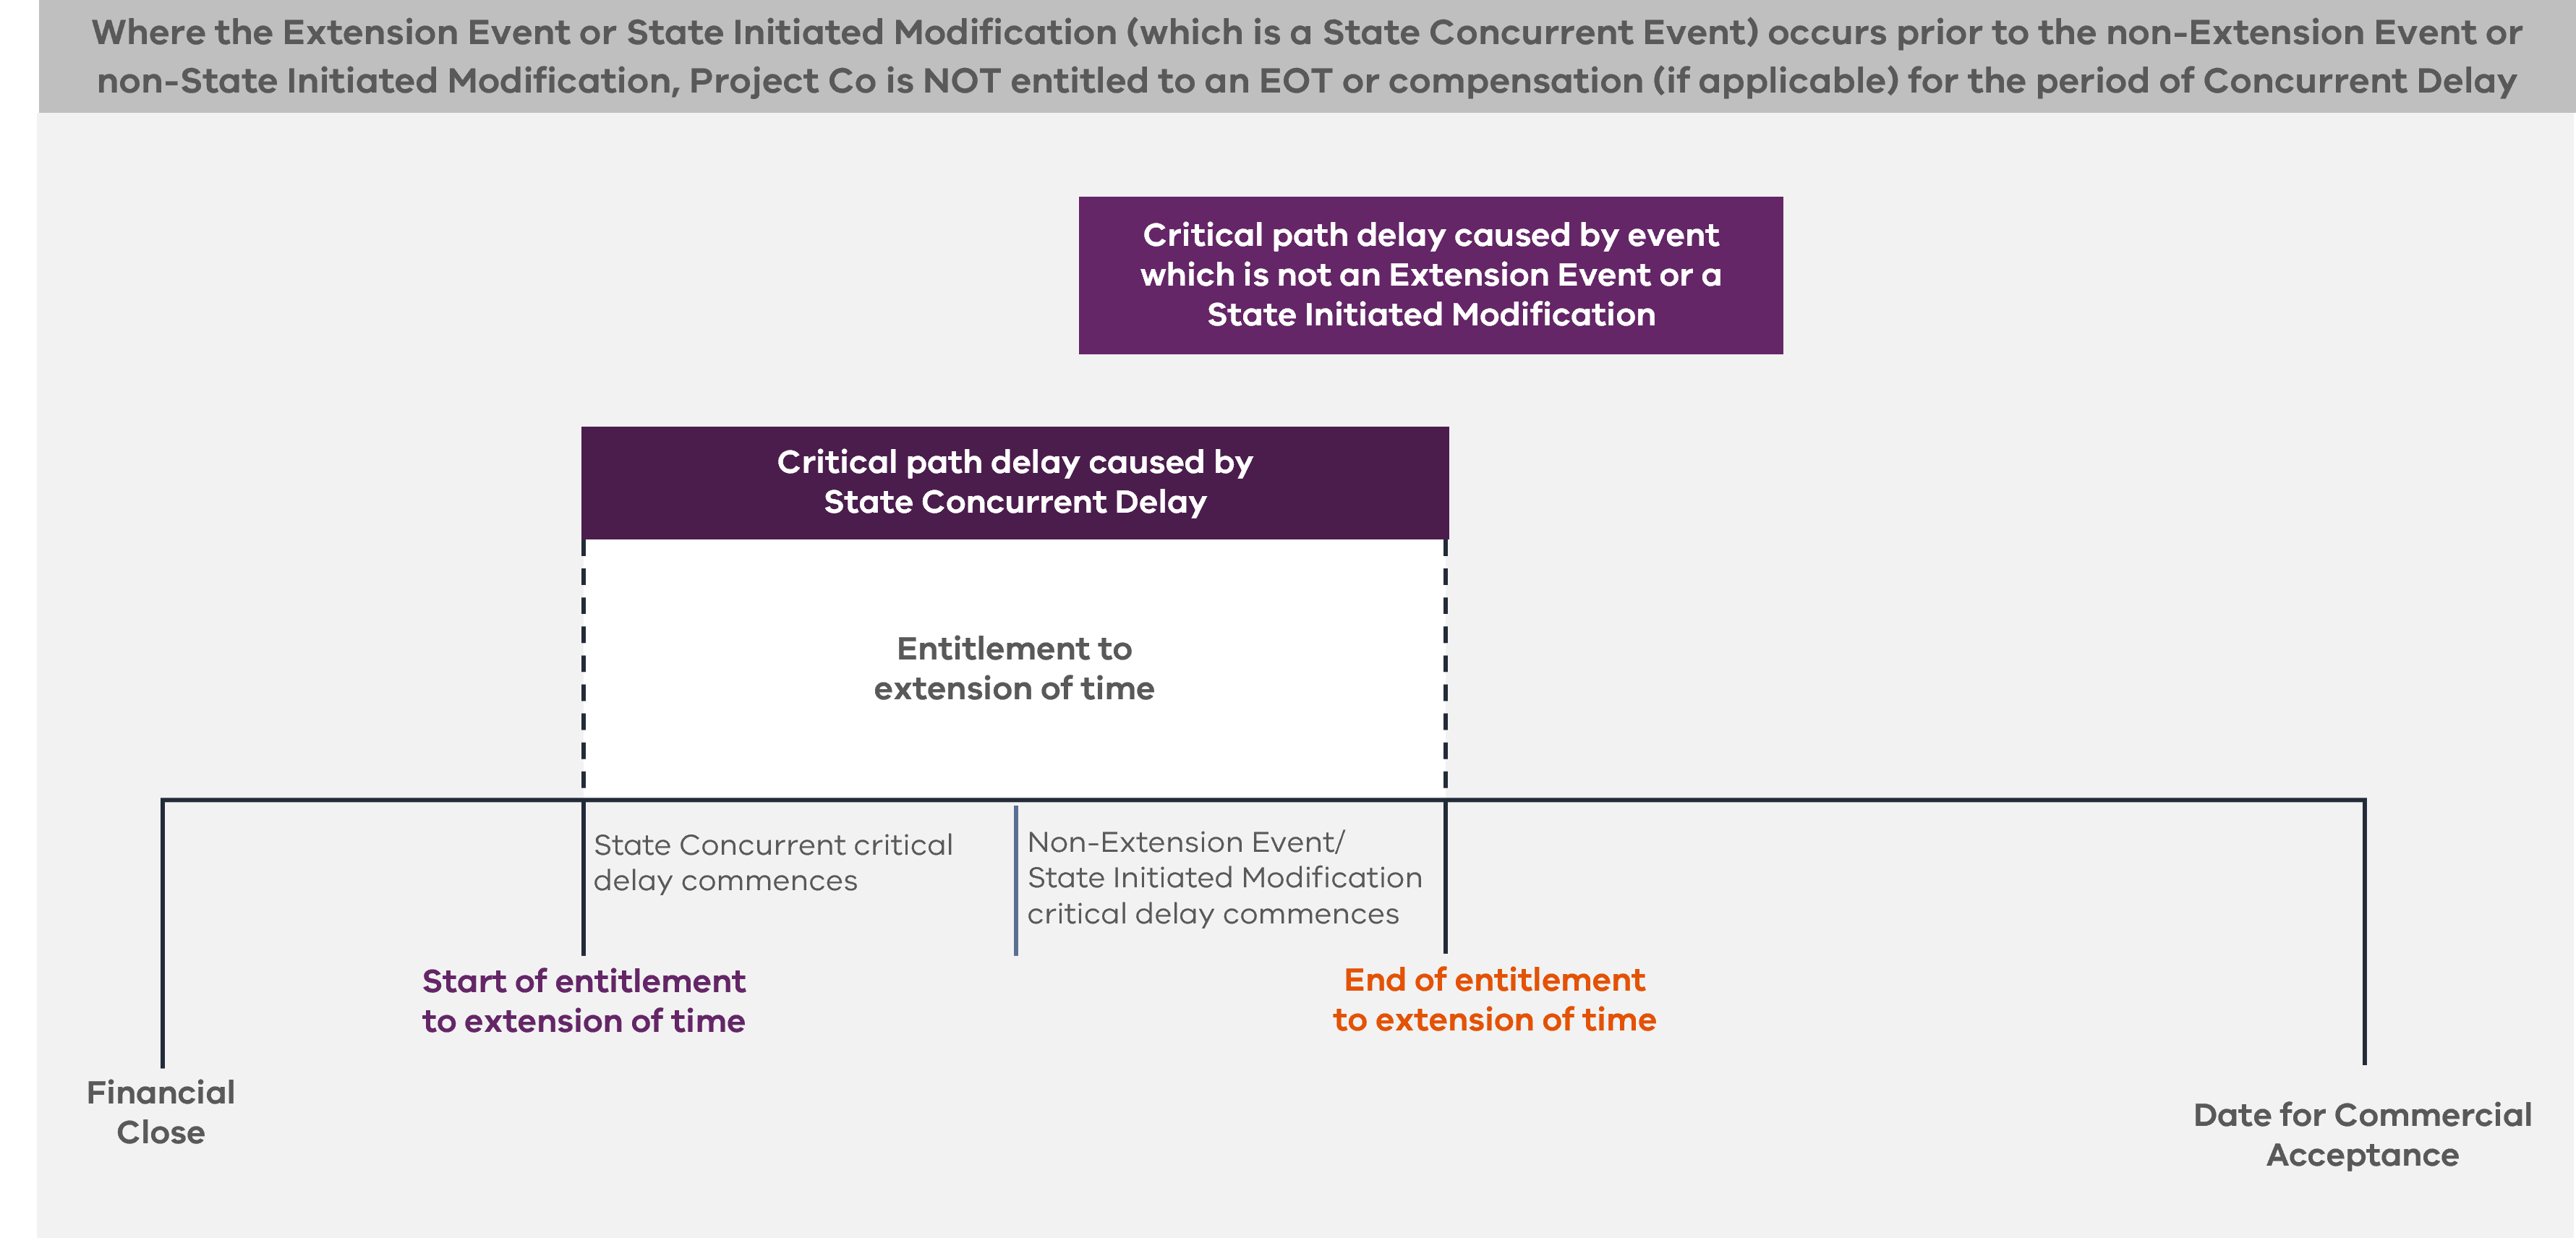 Where the Extension Event or State Initiated Modification (which is a State Concurrent Event) occurs prior to the non-Extension Event or
non-State Initiated Modification, Project Co is NOT entitled to an EOT or compensation (if applicable) for the period of Concurrent Delay
Critical path delay caused by event
which is not an Extension Event or a
State Initiated Modification
Critical path delay caused by
State Concurrent Delay
Entitlement to
extension of time
State Concurrent critical
delay commences
Non-Extension Event/
State Initiated Modification
critical delay commences
Start of entitlement
to extension of time
End of entitlement
to extension of time
Financial
Close
Date for Commercial
Acceptance